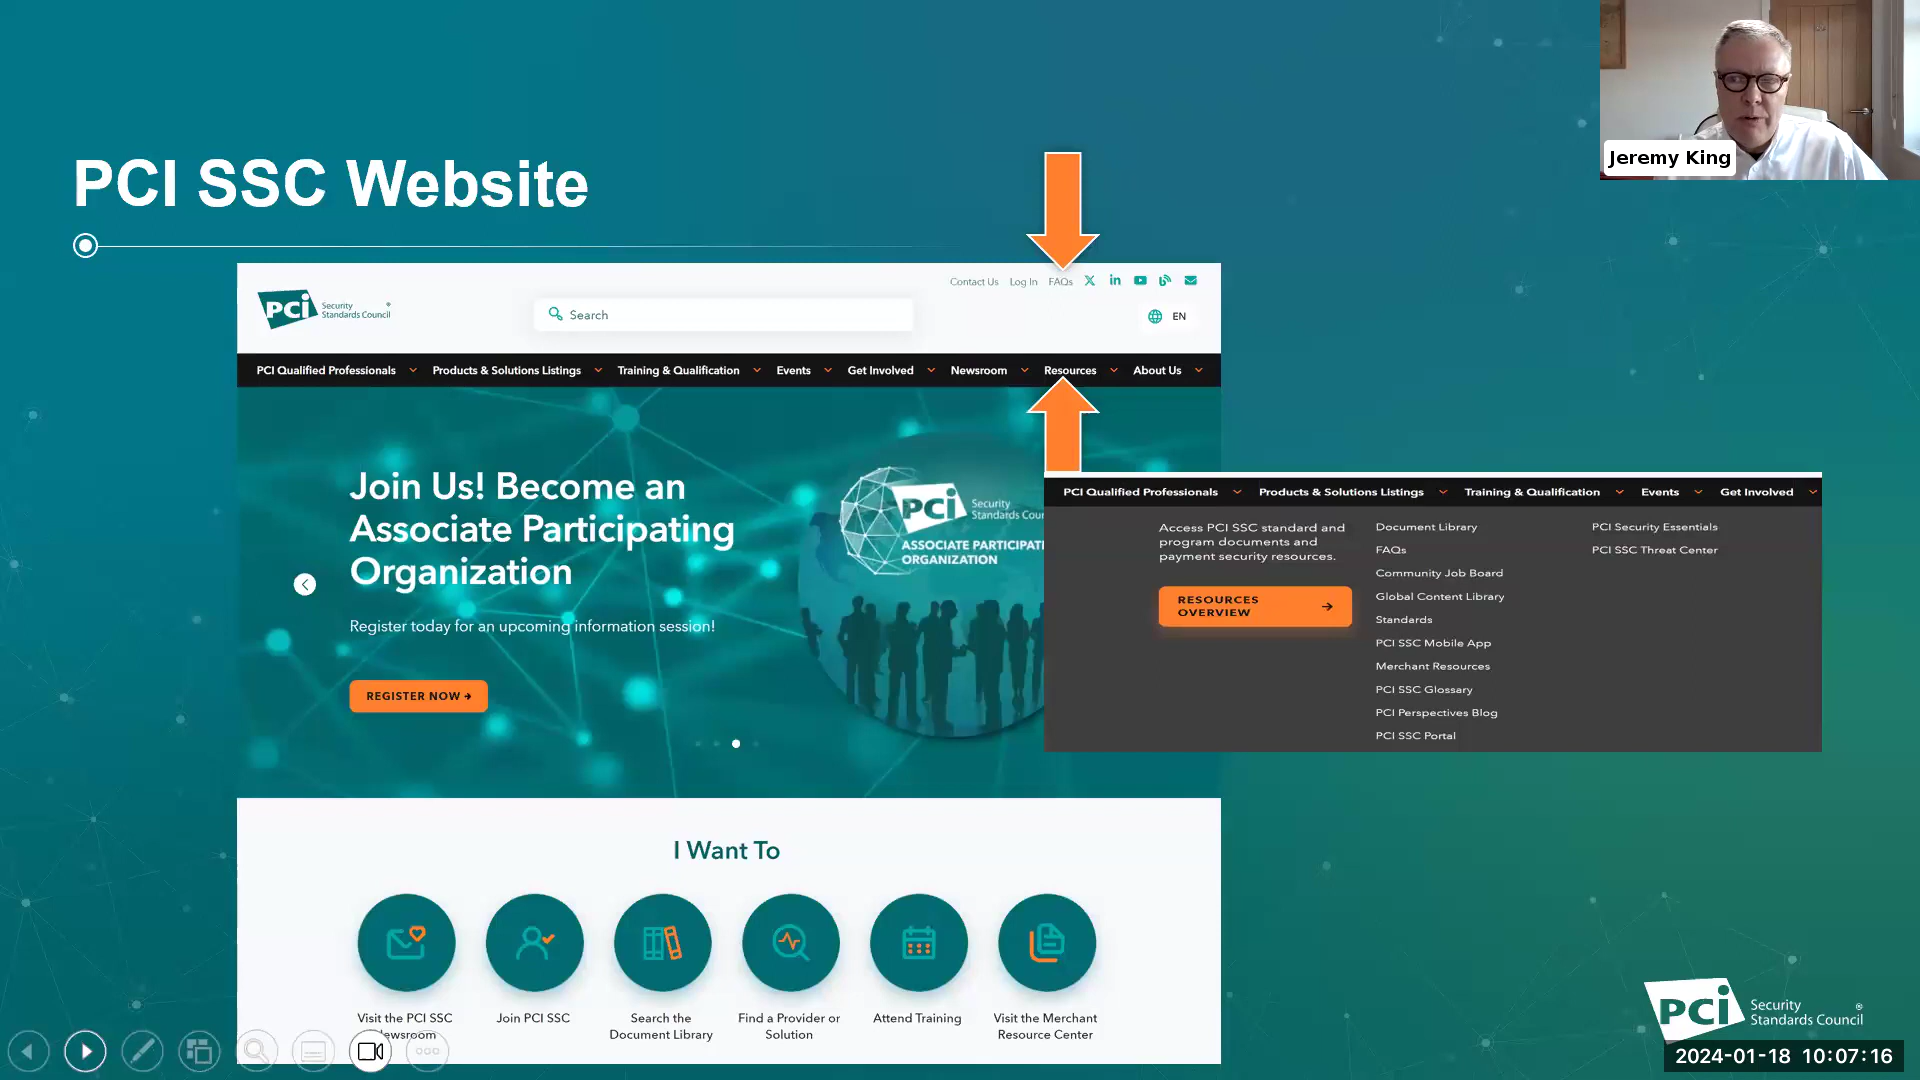 Jeremy King
PCI SSC Website
Contact Us Log In FAQs
PCI Security Standards Council ®
Search
EN
PCI Qualified Professionals Products & Solutions Listings Training & Qualification Events Get Involved Newsroom Resources About Us
Join Us! Become an
Associate Participating
Organization
Register today for an upcoming information session!
REGISTER NOW
PCI Security
Standards Cou
ASSOCIATE PARTICIPATI
ORGANIZATION
PCI Qualified Professionals Products & Solutions Listings Training & Qualification Events Get Involved
Access PCI SSC standard and
program documents and
payment security resources.
RESOURCES
OVERVIEW
Document Library
FAQs
Community Job Board
Global Content Library
Standards
PCI SSC Mobile App
Merchant Resources
PCI SSC Glossary
PCI Perspectives Blog
PCI SSC Portal
PCI Security Essentials
PCI SSC Threat Center
I Want To
Visit the PCI SSC
Newsroom
Join PCI SSC
Search the
Document Library
Find a Provider or
Solution
Attend Training
Visit the Merchant
Resource Center
PCI Security
Standards Council ®
2024-01-18 10:07:16